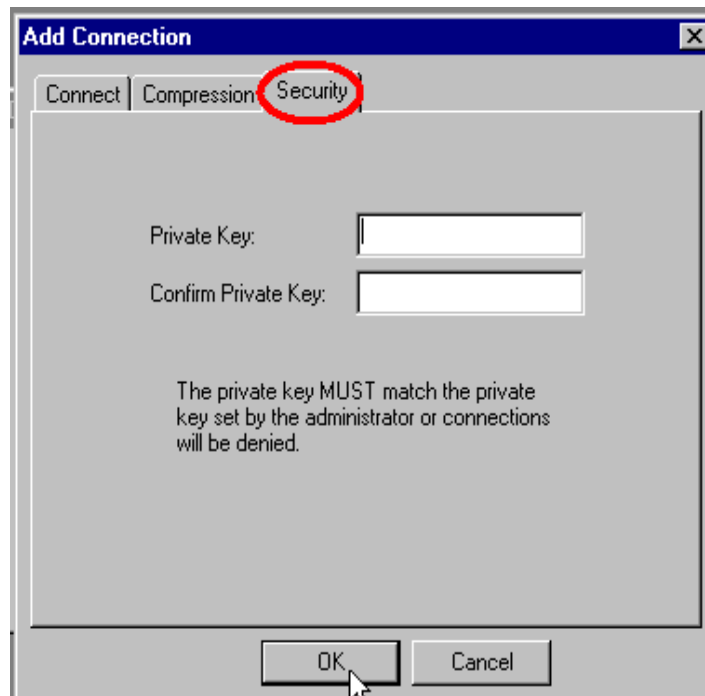 Add Connection
Connect Compression Security
Private Key:
Confirm Private Key:
The private key MUST match the private
key set by the administrator or connections
will be denied.
OK Cancel